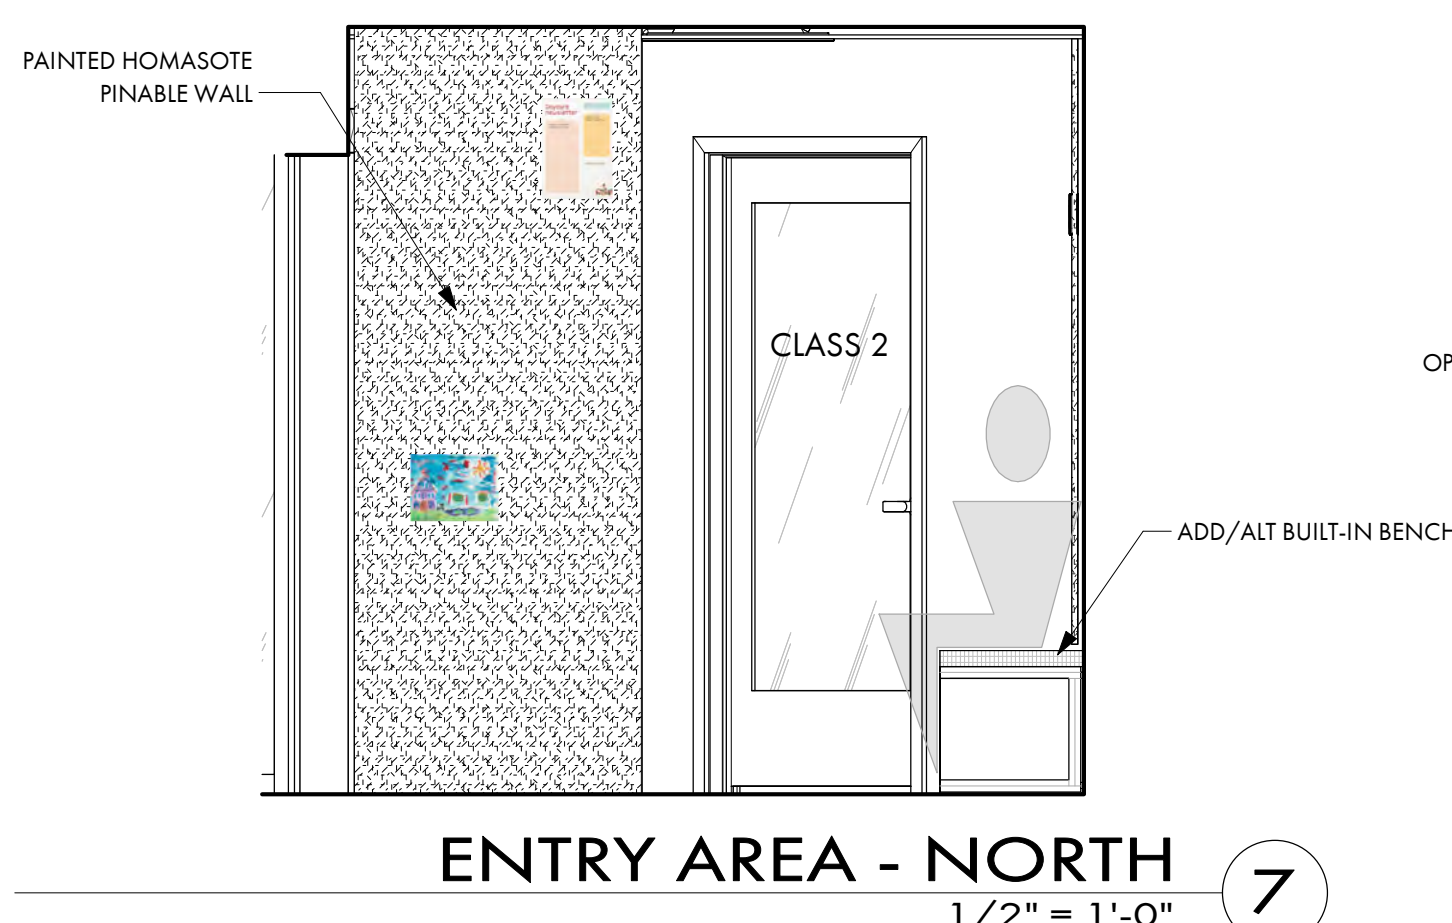 PAINTED HOMASOTE
PINABLE WALL
newsletter
CLASS 2
OP
ADD/ALT BUILT-IN BENCH
ENTRY AREA - NORTH
1/2" = 1'-0"
7